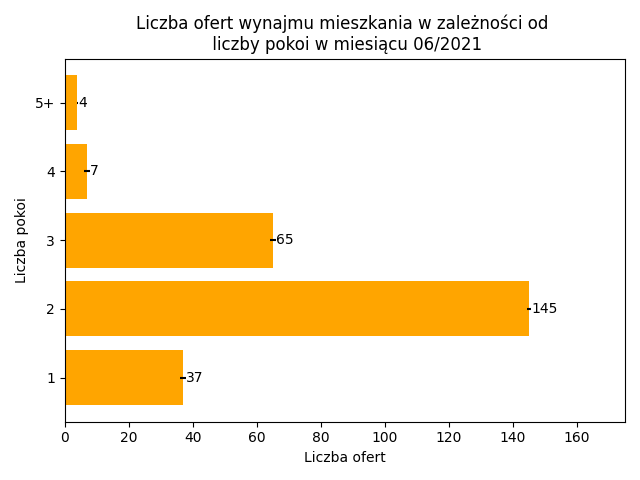 Liczba ofert wynajmu mieszkania w zależności od
liczby pokoi w miesiącu 06/2021
Liczba pokoi
5+
4
4
7
3
65
2
145
1
37
0 20 40 60 80 100 120 140 160
Liczba ofert